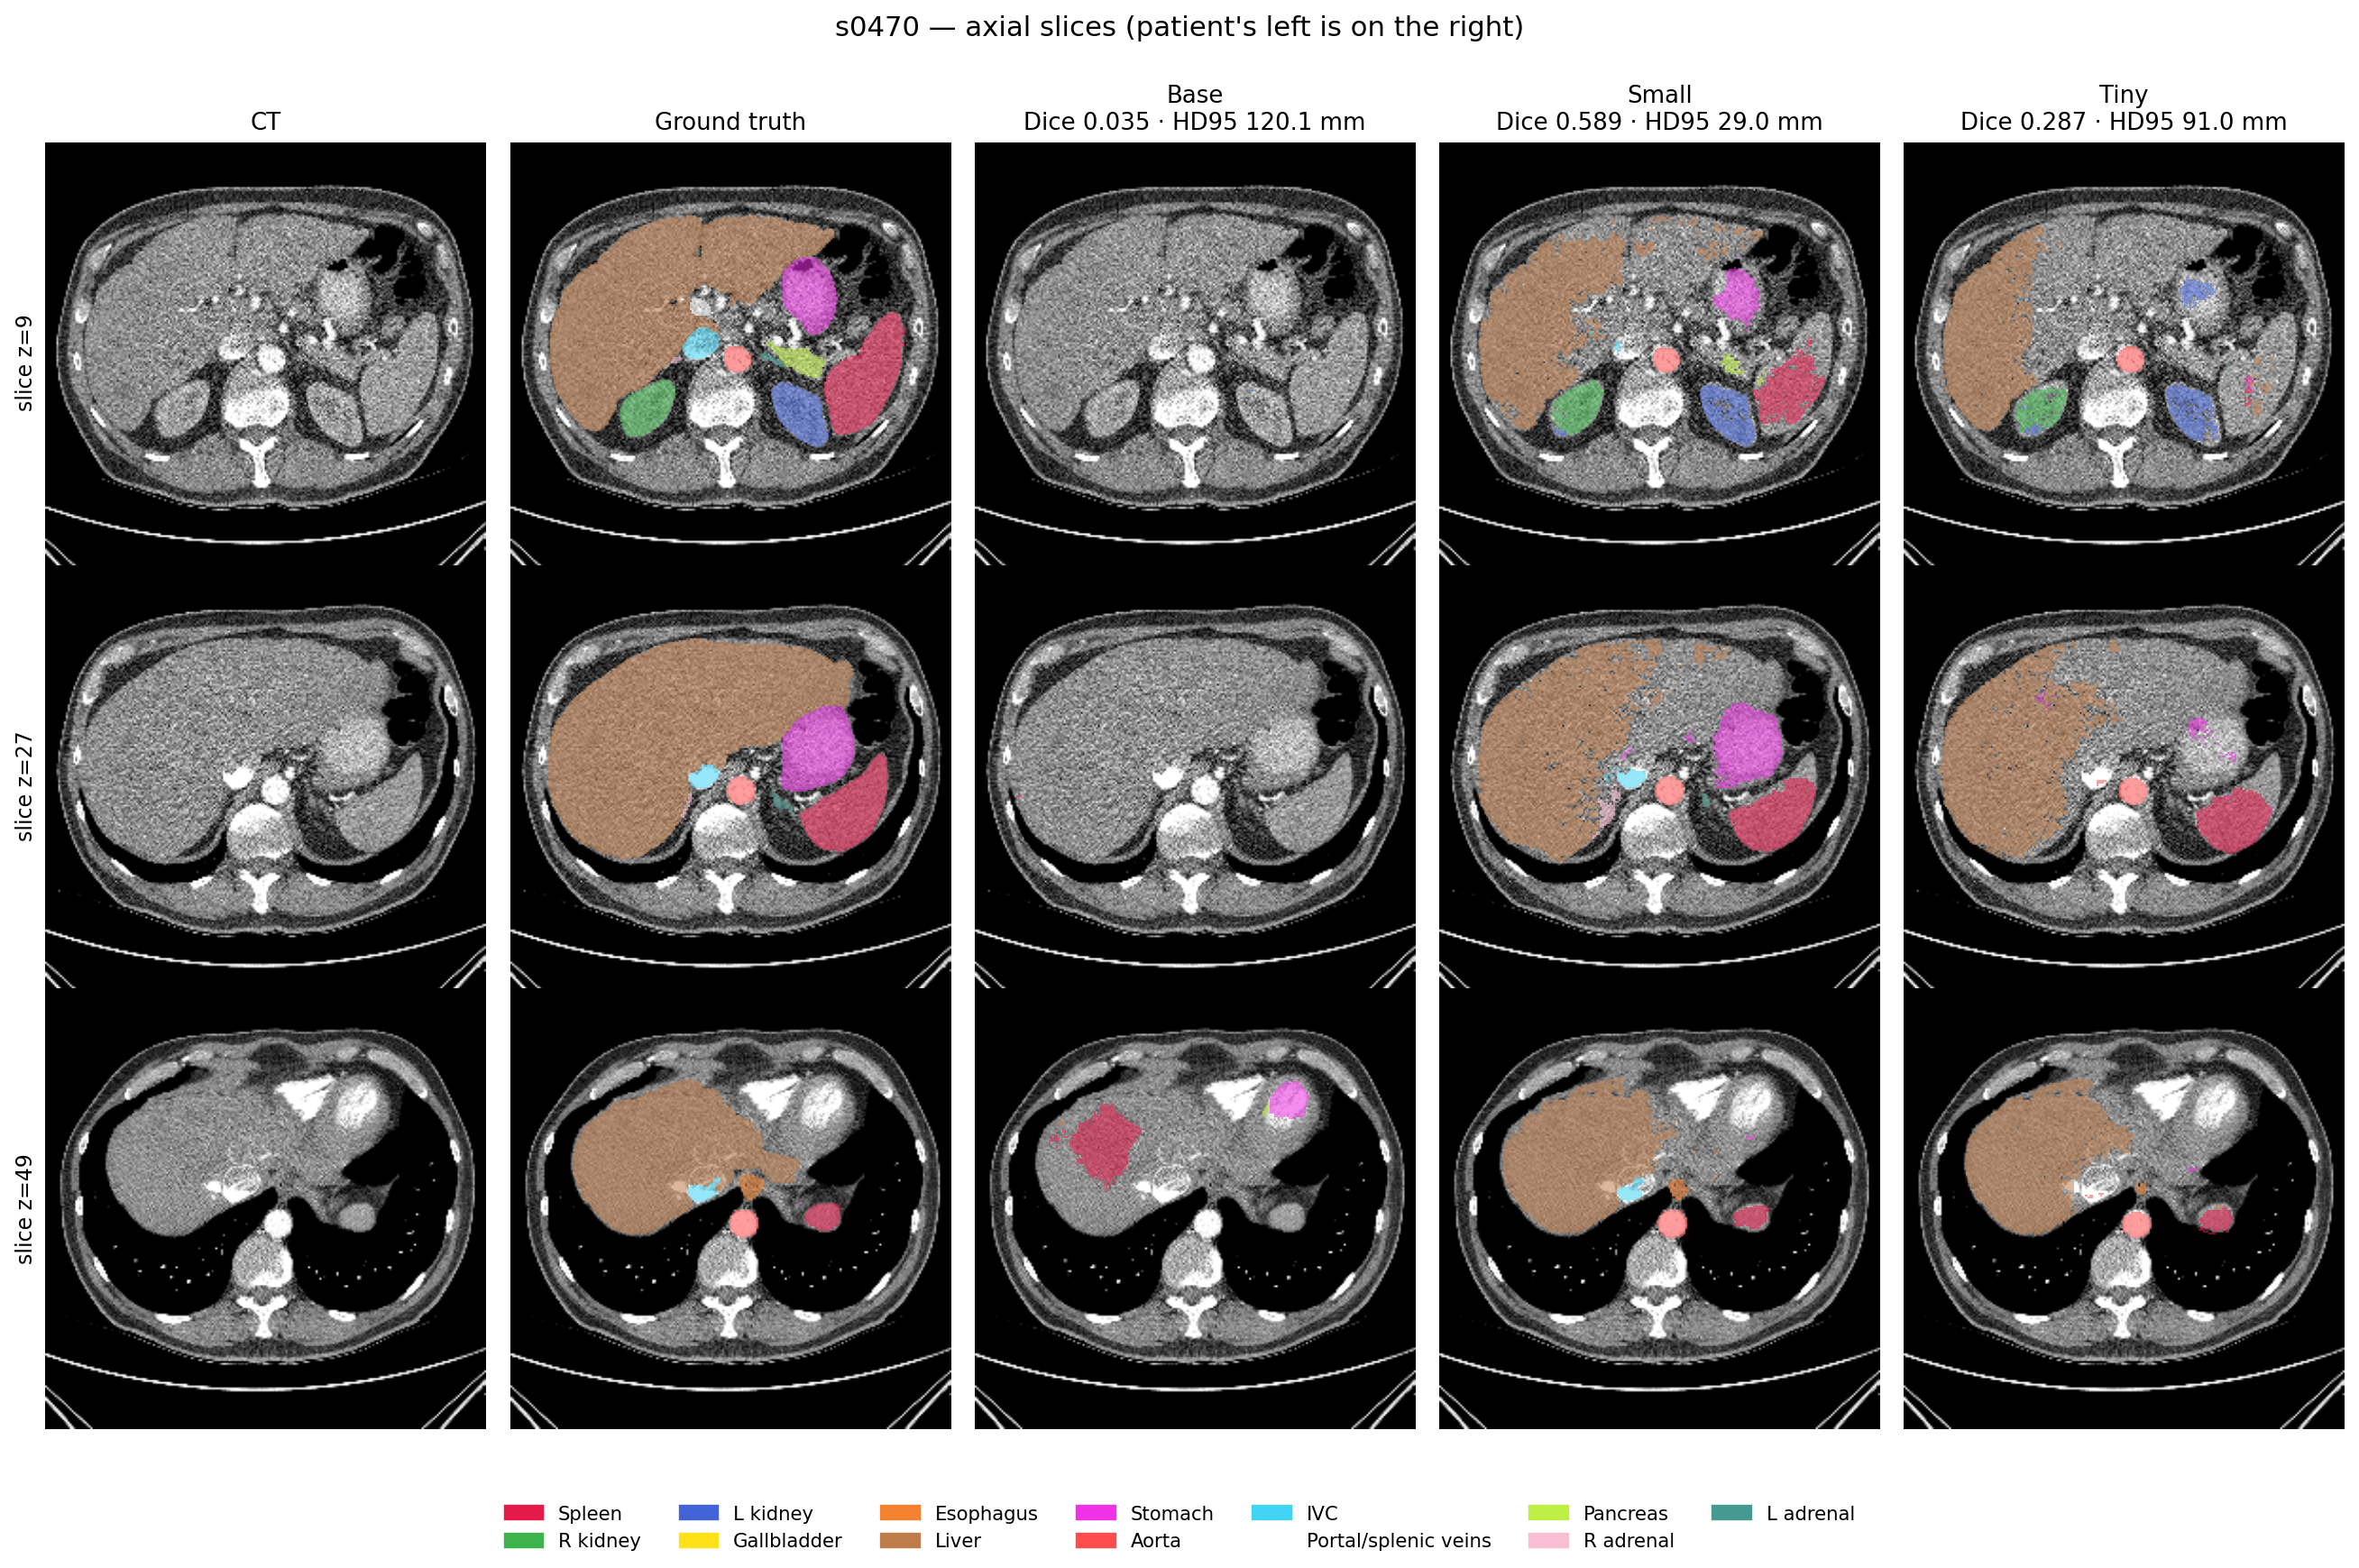 s0470 — axial slices (patient's left is on the right)
CT
Ground truth
Base
Dice 0.035 · HD95 120.1 mm
Small
Dice 0.589 · HD95 29.0 mm
Tiny
Dice 0.287 · HD95 91.0 mm
slice z=9
slice z=27
slice z=49
Spleen
R kidney
L kidney
Gallbladder
Esophagus
Liver
Stomach
Aorta
IVC
Portal/splenic veins
Pancreas
R adrenal
L adrenal